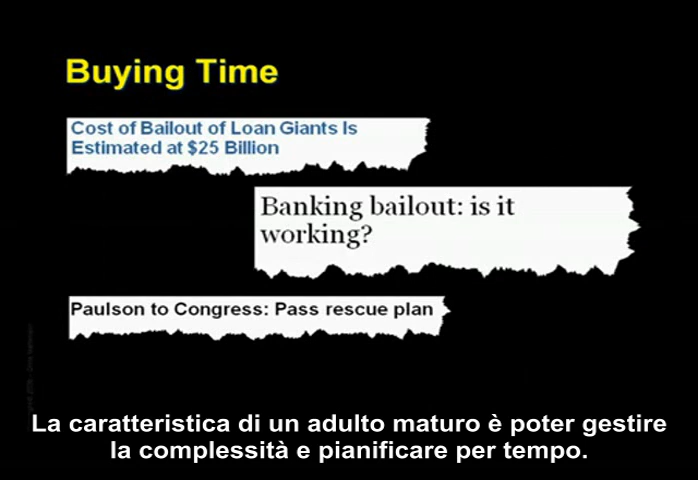 Buying Time
Cost of Bailout of Loan Giants Is
Estimated at $25 Billion
Banking bailout: is it
working?
Paulson to Congress: Pass rescue plan
La caratteristica di un adulto maturo è poter gestire
la complessità e pianificare per tempo.